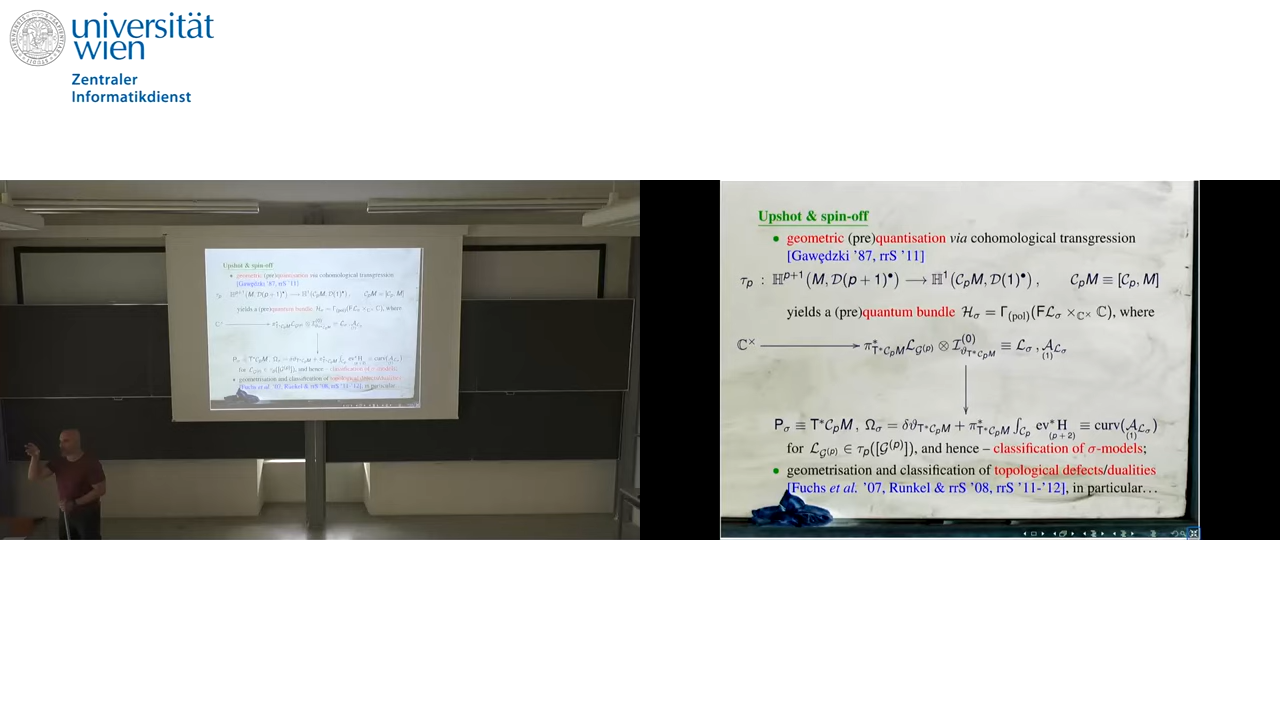 universität
wien
Zentraler
Informatikdienst
Upshot & spin-off
• geometric (pre)quantisation via cohomological transgression
[Gawędzki '87, rrS '11]
τ_p : ℍ^{p+1}(M, 𝒟(p+1)^•) ⟶ ℍ^1(C_pM, 𝒟(1)^•) , C_pM ≡ [C_p, M]
yields a (pre)quantum bundle ℋ_σ = Γ_(pol)(Fℒ_σ ×_{ℂ^×} ℂ), where
ℂ^× ⟶ π*_{T*C_pM}ℒ_{𝒢^(p)} ⊗ ℐ^{(0)}_{ϑ_{T*C_pM}} ≡ ℒ_σ , 𝒜_{ℒ_σ} (1)
P_σ ≡ T*C_pM , Ω_σ = δϑ_{T*C_pM} + π*_{T*C_pM} ∫_{C_p} ev* H (p+2) ≡ curv(𝒜_{ℒ_σ} (1))
for ℒ_{𝒢^(p)} ∈ τ_p([𝒢^(p)]), and hence – classification of σ-models;
• geometrisation and classification of topological defects/dualities
[Fuchs et al. '07, Runkel & rrS '08, rrS '11-'12], in particular…